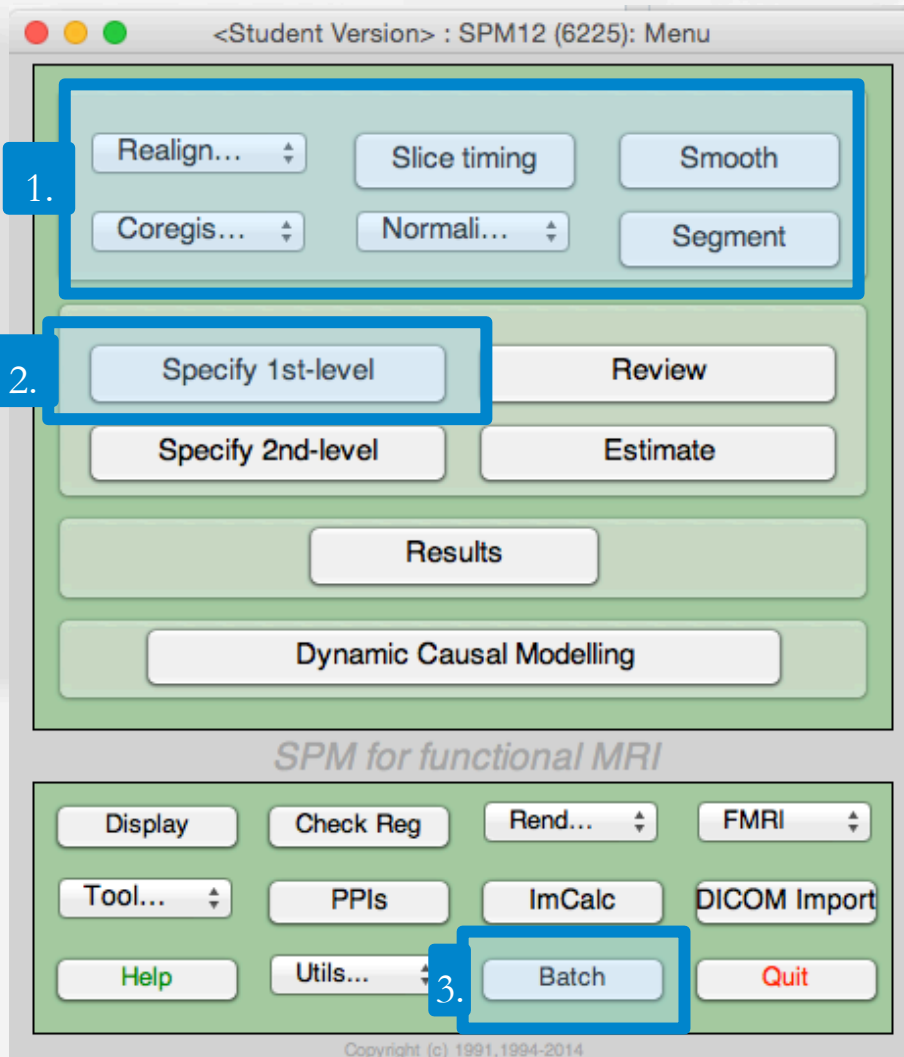 <Student Version> : SPM12 (6225): Menu
1.
Realign... Slice timing Smooth
Coregis... Normali... Segment
2.
Specify 1st-level Review
Specify 2nd-level Estimate
Results
Dynamic Causal Modelling
SPM for functional MRI
Display Check Reg Rend... FMRI
Tool... PPIs ImCalc DICOM Import
Help Utils... 3. Batch Quit
Copyright (c) 1991,1994-2014